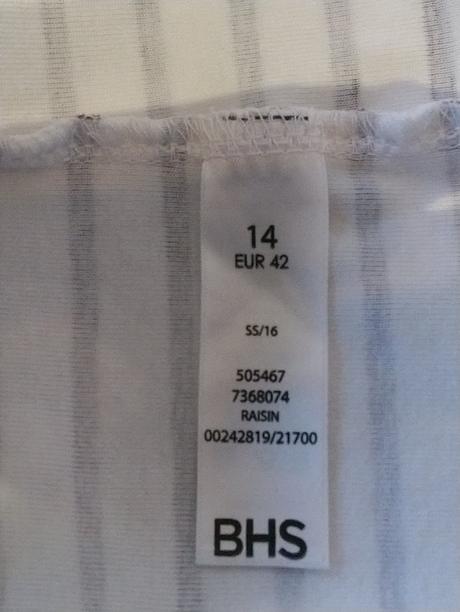 14
EUR 42
SS/16
505467
7368074
RAISIN
00242819/21700
BHS